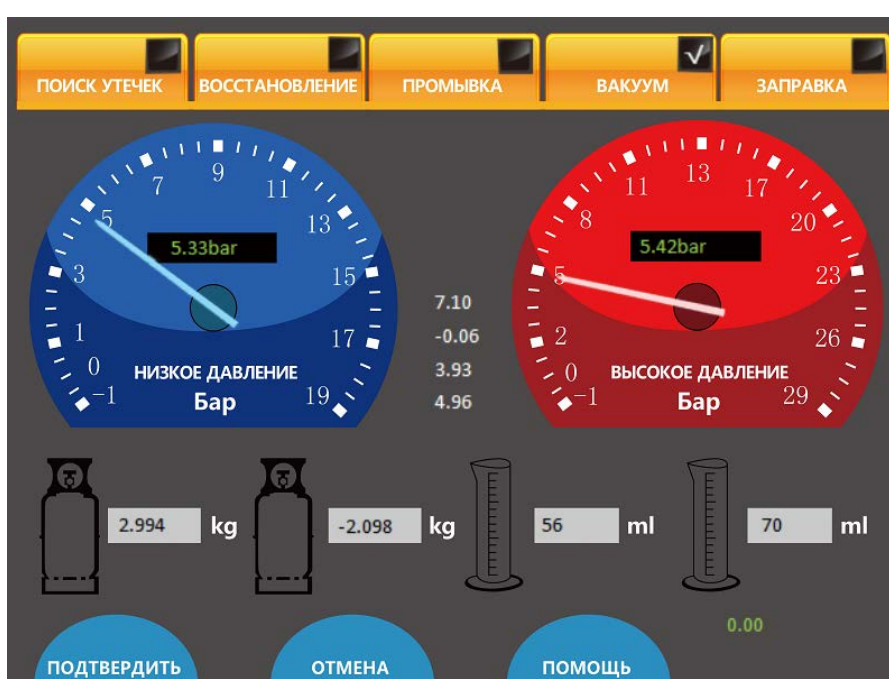 ПОИСК УТЕЧЕК ВОССТАНОВЛЕНИЕ ПРОМЫВКА ВАКУУМ ЗАПРАВКА
-1 0 1 3 5 7 9 11 13 15 17 19
5.33bar
НИЗКОЕ ДАВЛЕНИЕ
Бар
7.10
-0.06
3.93
4.96
-1 0 2 5 8 11 13 17 20 23 26 29
5.42bar
ВЫСОКОЕ ДАВЛЕНИЕ
Бар
2.994 kg -2.098 kg 56 ml 70 ml
0.00
ПОДТВЕРДИТЬ ОТМЕНА ПОМОЩЬ